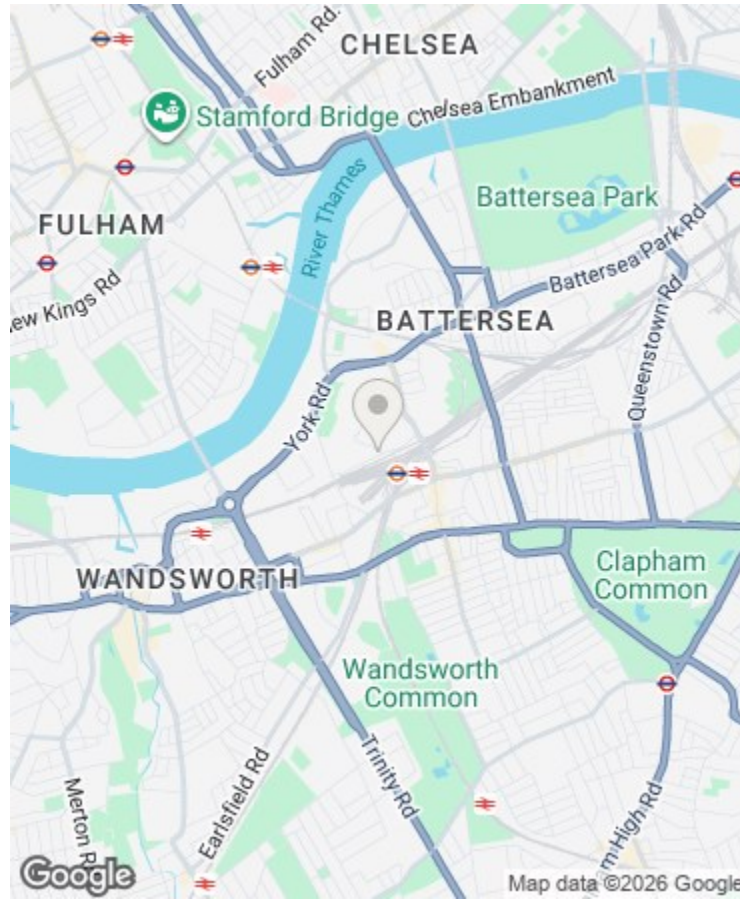 CHELSEA
Fulham Rd.
Chelsea Embankment
Stamford Bridge
River Thames
Battersea Park
FULHAM
Battersea Park Rd
ew Kings Rd
BATTERSEA
Queenstown Rd
York Rd
WANDSWORTH
Clapham
Common
Wandsworth
Common
Trinity Rd
Earlsfield Rd
Merton R
am High Rd
Google
Map data ©2026 Google